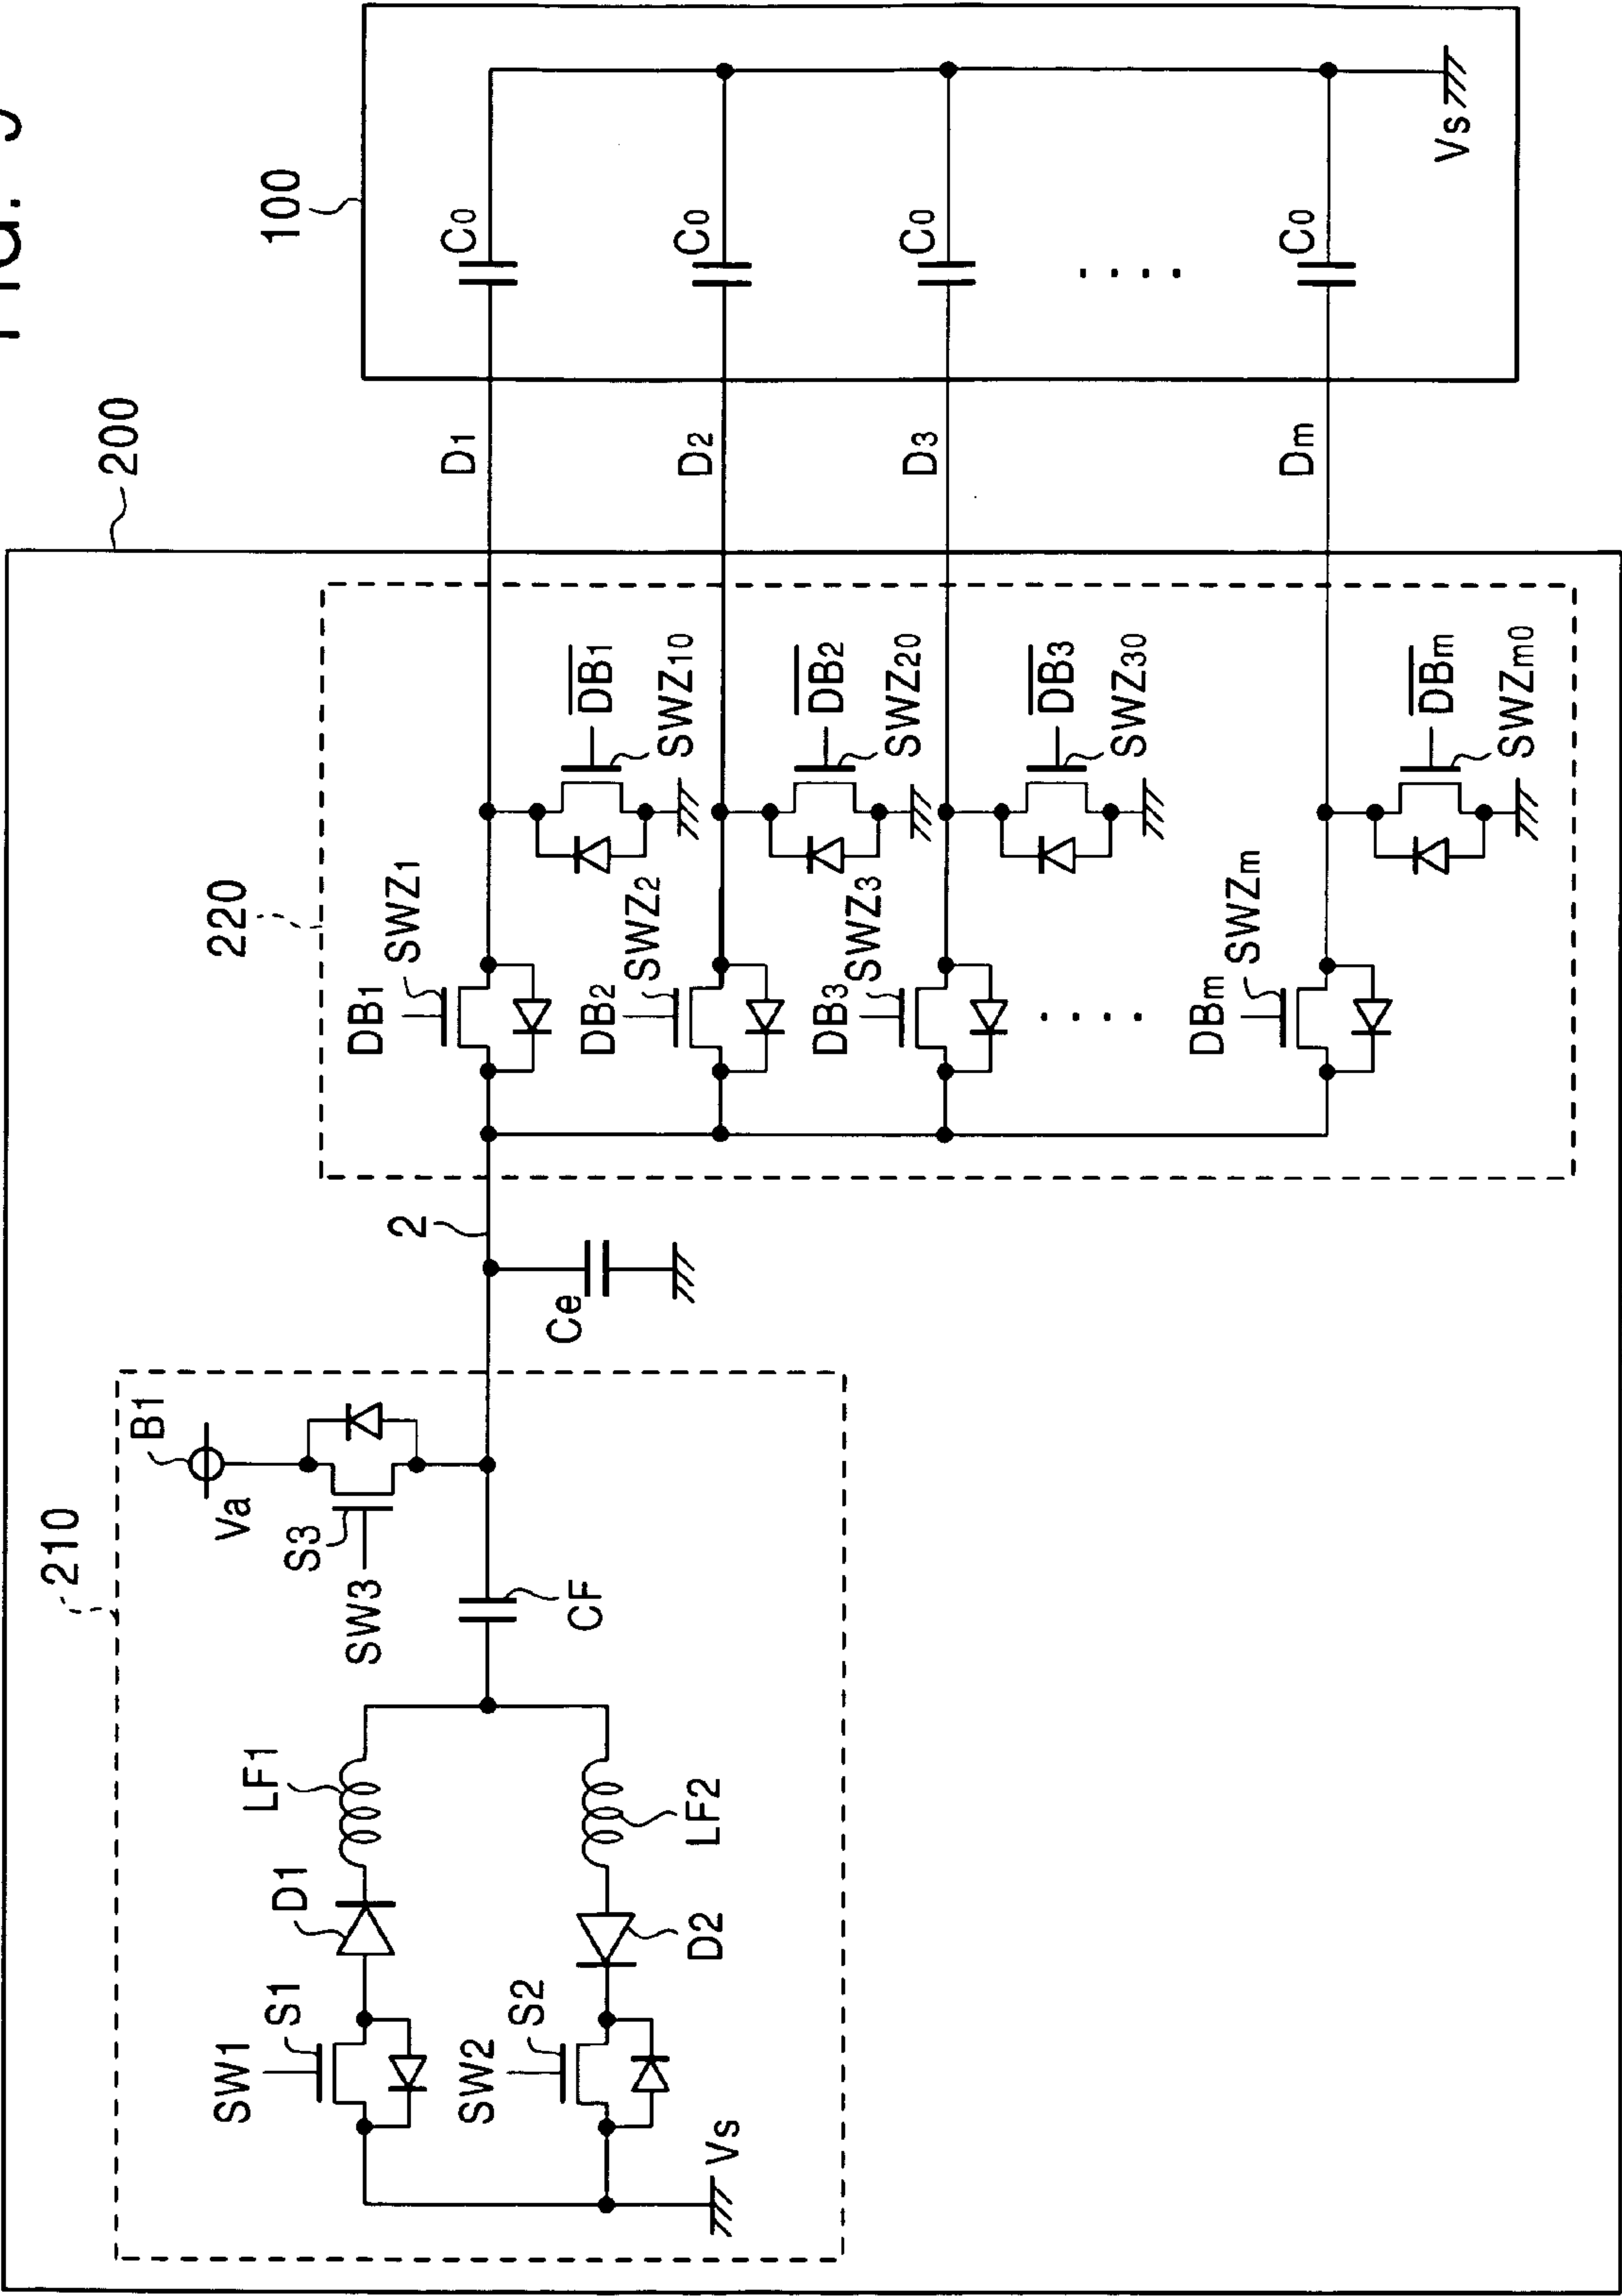 100
C0
C0
C0
. . . .
C0
Vs
200
D1
D2
D3
Dm
220
DB1
SWZ1
DB1
SWZ10
DB2
SWZ2
DB2
SWZ20
DB3
SWZ3
DB3
SWZ30
. . . .
DBm
SWZm
DBm
SWZm0
2
Ce
210
B1
Va
S3
SW3
CF
LF1
D1
S1
SW1
LF2
D2
S2
SW2
Vs